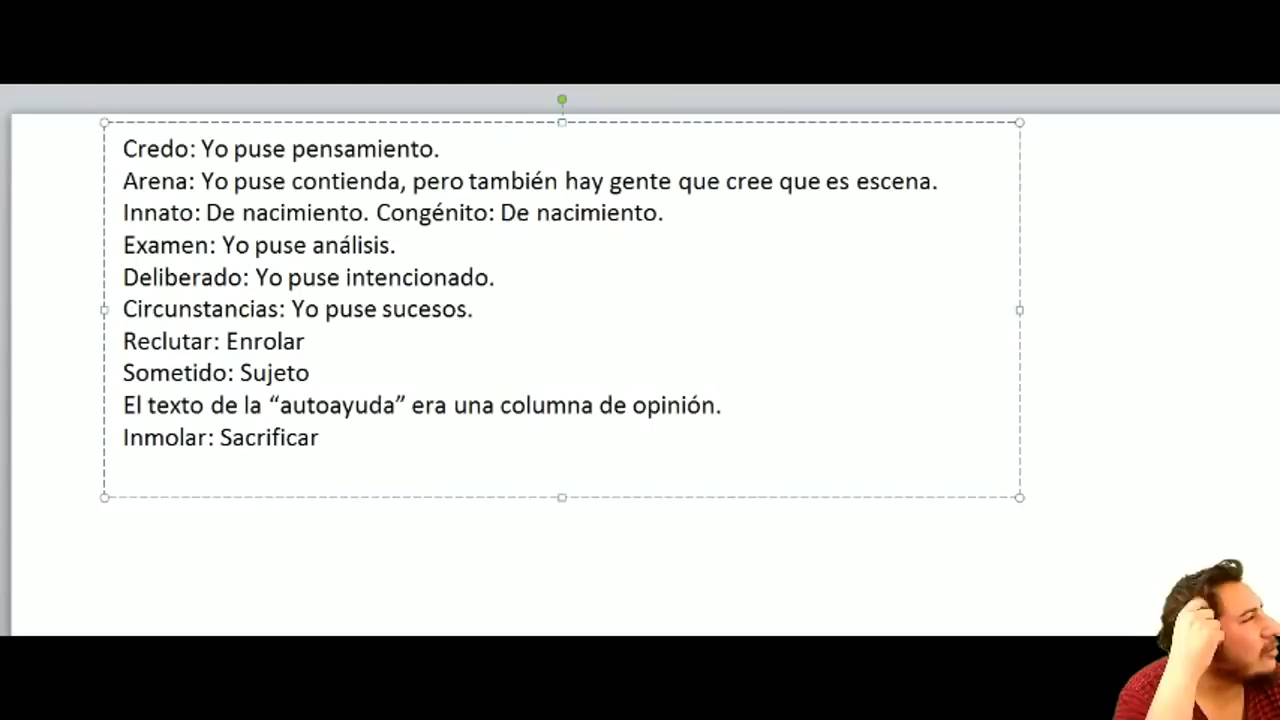 Credo: Yo puse pensamiento.
Arena: Yo puse contienda, pero también hay gente que cree que es escena.
Innato: De nacimiento. Congénito: De nacimiento.
Examen: Yo puse análisis.
Deliberado: Yo puse intencionado.
Circunstancias: Yo puse sucesos.
Reclutar: Enrolar
Sometido: Sujeto
El texto de la “autoayuda” era una columna de opinión.
Inmolar: Sacrificar